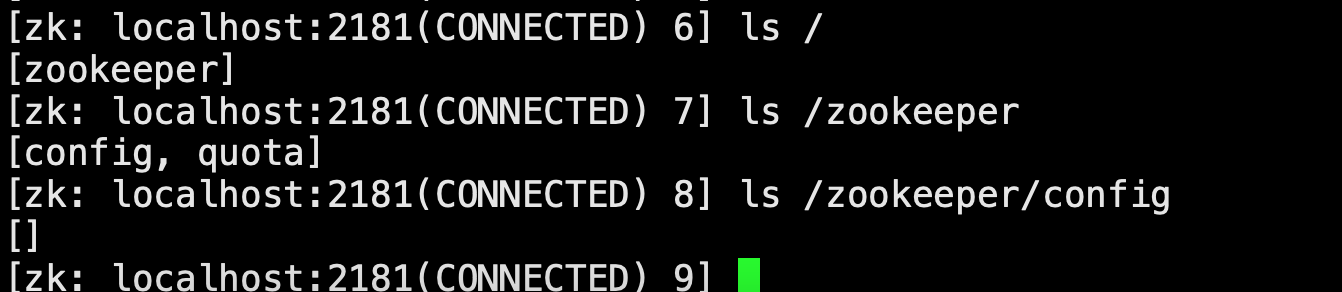 [zk: localhost:2181(CONNECTED) 6] ls /
[zookeeper]
[zk: localhost:2181(CONNECTED) 7] ls /zookeeper
[config, quota]
[zk: localhost:2181(CONNECTED) 8] ls /zookeeper/config
[]
[zk: localhost:2181(CONNECTED) 9]